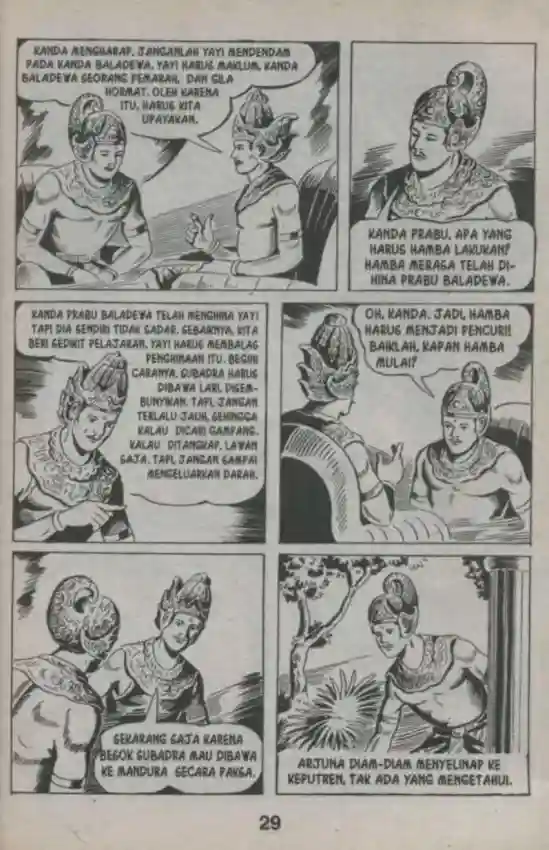 KANDA MENGHARAP, JANGANLAH YAYI MENDENDAM
PADA KANDA BALADEWA. YAYI HARUS MAKLUM, KANDA
BALADEWA SEORANG PEMARAH, DAN GILA
HORMAT. OLEH KARENA
ITU, HARUS KITA
UPAYAKAN.
KANDA PRABU, APA YANG
HARUS HAMBA LAKUKAN?
HAMBA MERASA TELAH DI-
HINA PRABU BALADEWA.
KANDA PRABU BALADEWA TELAH MENGHINA YAYI
TAPI DIA SENDIRI TIDAK SADAR. SEBAIKNYA, KITA
BERI SEDIKIT PELAJARAN. YAYI HARUS MEMBALAS
PENGHINAAN ITU. BEGINI
CARANYA. SUBADRA HARUS
DIBAWA LARI, DISEM-
BUNYIKAN. TAPI, JANGAN
TERLALU JAUH, SEHINGGA
KALAU DICARI GAMPANG.
KALAU DITANGKAP, LAWAN
SAJA. TAPI, JANGAN SAMPAI
MENGELUARKAN DARAH.
OH, KANDA. JADI, HAMBA
HARUS MENJADI PENCURI!
BAIKLAH, KAPAN HAMBA
MULAI?
SEKARANG SAJA KARENA
BESOK SUBADRA MAU DIBAWA
KE MANDURA SECARA PAKSA.
ARJUNA DIAM-DIAM MENYELINAP KE
KEPUTREN, TAK ADA YANG MENGETAHUI.
29